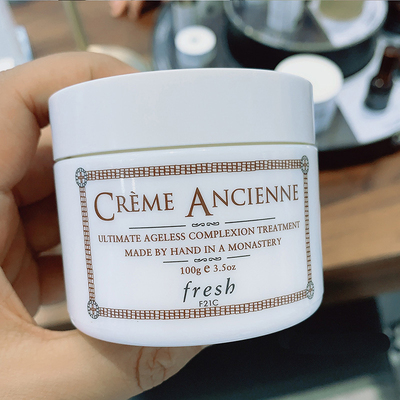 CRÈME ANCIENNE
ULTIMATE AGELESS COMPLEXION TREATMENT
MADE BY HAND IN A MONASTERY
100g e 3.5oz
fresh
F21C